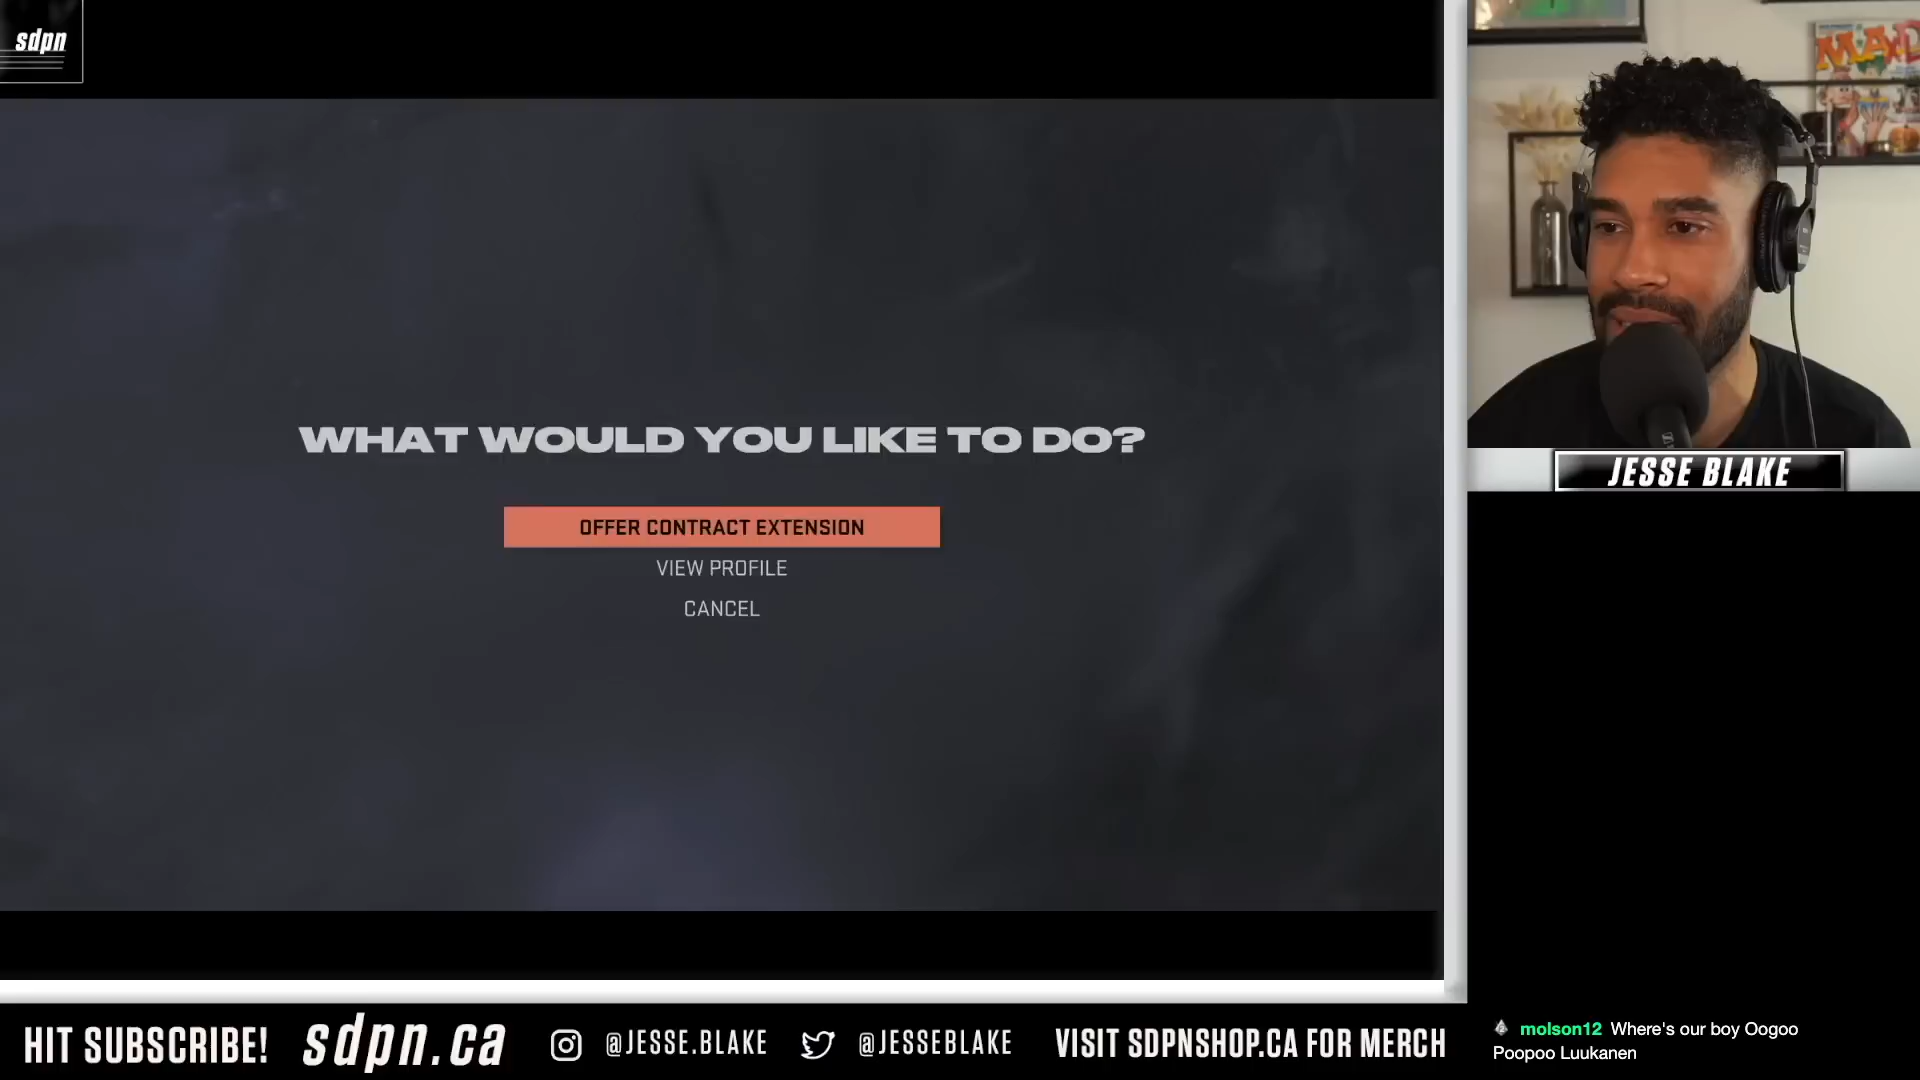 sdpn
WHAT WOULD YOU LIKE TO DO?
OFFER CONTRACT EXTENSION
VIEW PROFILE
CANCEL
MAD
JESSE BLAKE
HIT SUBSCRIBE!
sdpn.ca
@JESSE.BLAKE
@JESSEBLAKE
VISIT SDPNSHOP.CA FOR MERCH
molson12 Where's our boy Oogoo
Poopoo Luukanen